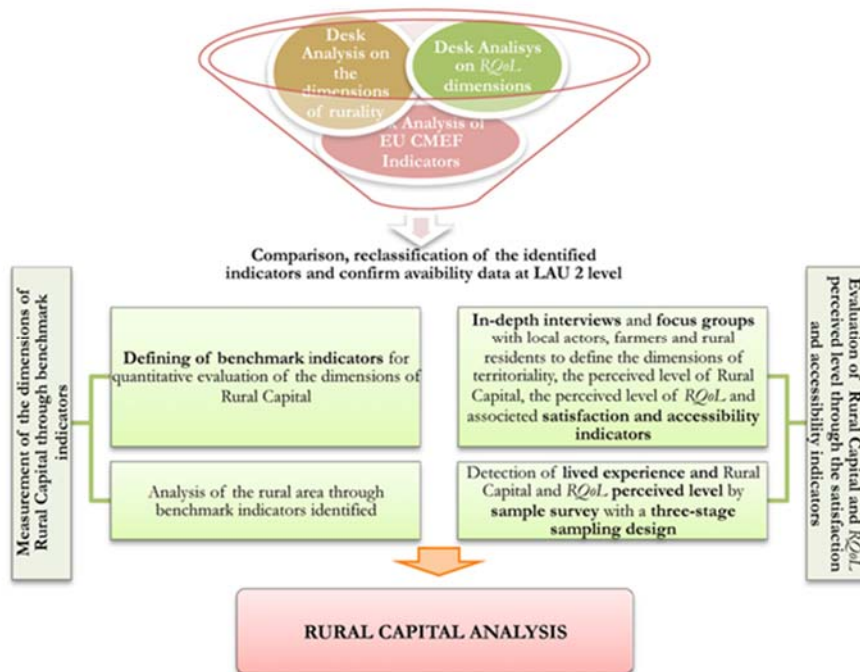 Desk
Analysis on
the
dimensions
of rurality
Desk Analisys
on RQoL
dimensions
Analysis of
EU CMEF
Indicators
Comparison, reclassification of the identified
indicators and confirm avaibility data at LAU 2 level
Measurement of the dimensions of
Rural Capital through benchmark
indicators
Defining of benchmark indicators for
quantitative evaluation of the dimensions of
Rural Capital
Analysis of the rural area through
benchmark indicators identified
In-depth interviews and focus groups
with local actors, farmers and rural
residents to define the dimensions of
territoriality, the perceived level of Rural
Capital, the perceived level of RQoL and
associeted satisfaction and accessibility
indicators
Detection of lived experience and Rural
Capital and RQoL perceived level by
sample survey with a three-stage
sampling design
Evaluation of Rural Capital and RQoL
perceived level through the satisfaction
and accessibility indicators
RURAL CAPITAL ANALYSIS